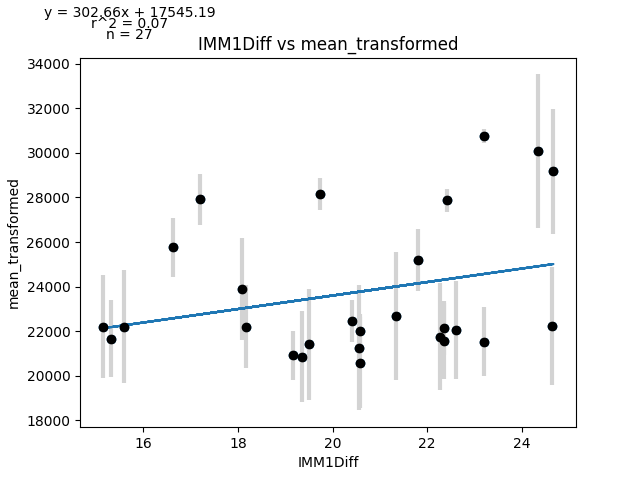 y = 302.66x + 17545.19
r^2 = 0.07
n = 27
IMM1Diff vs mean_transformed
34000
32000
30000
28000
26000
24000
22000
20000
18000
mean_transformed
16 18 20 22 24
IMM1Diff